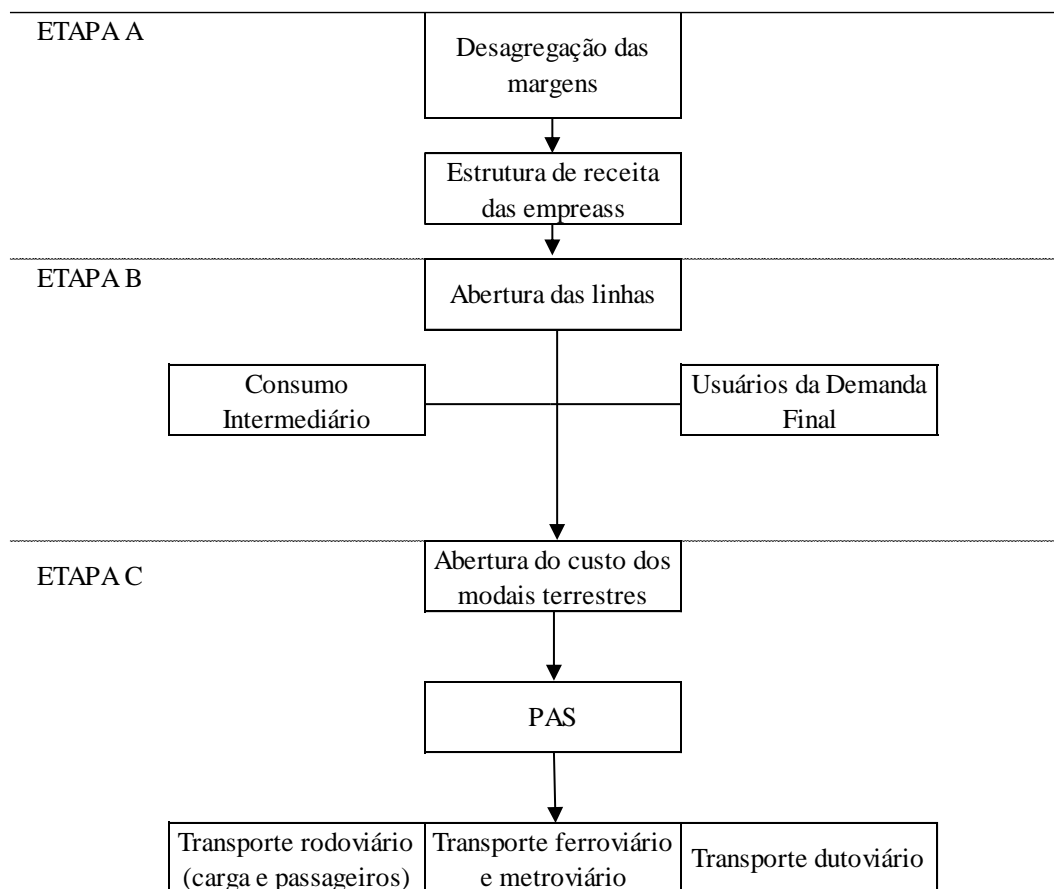 ETAPA A
Desagregação das
margens
Estrutura de receita
das empreass
ETAPA B
Abertura das linhas
Consumo
Intermediário
Usuários da Demanda
Final
ETAPA C
Abertura do custo dos
modais terrestres
PAS
Transporte rodoviário
(carga e passageiros)
Transporte ferroviário
e metroviário
Transporte dutoviário